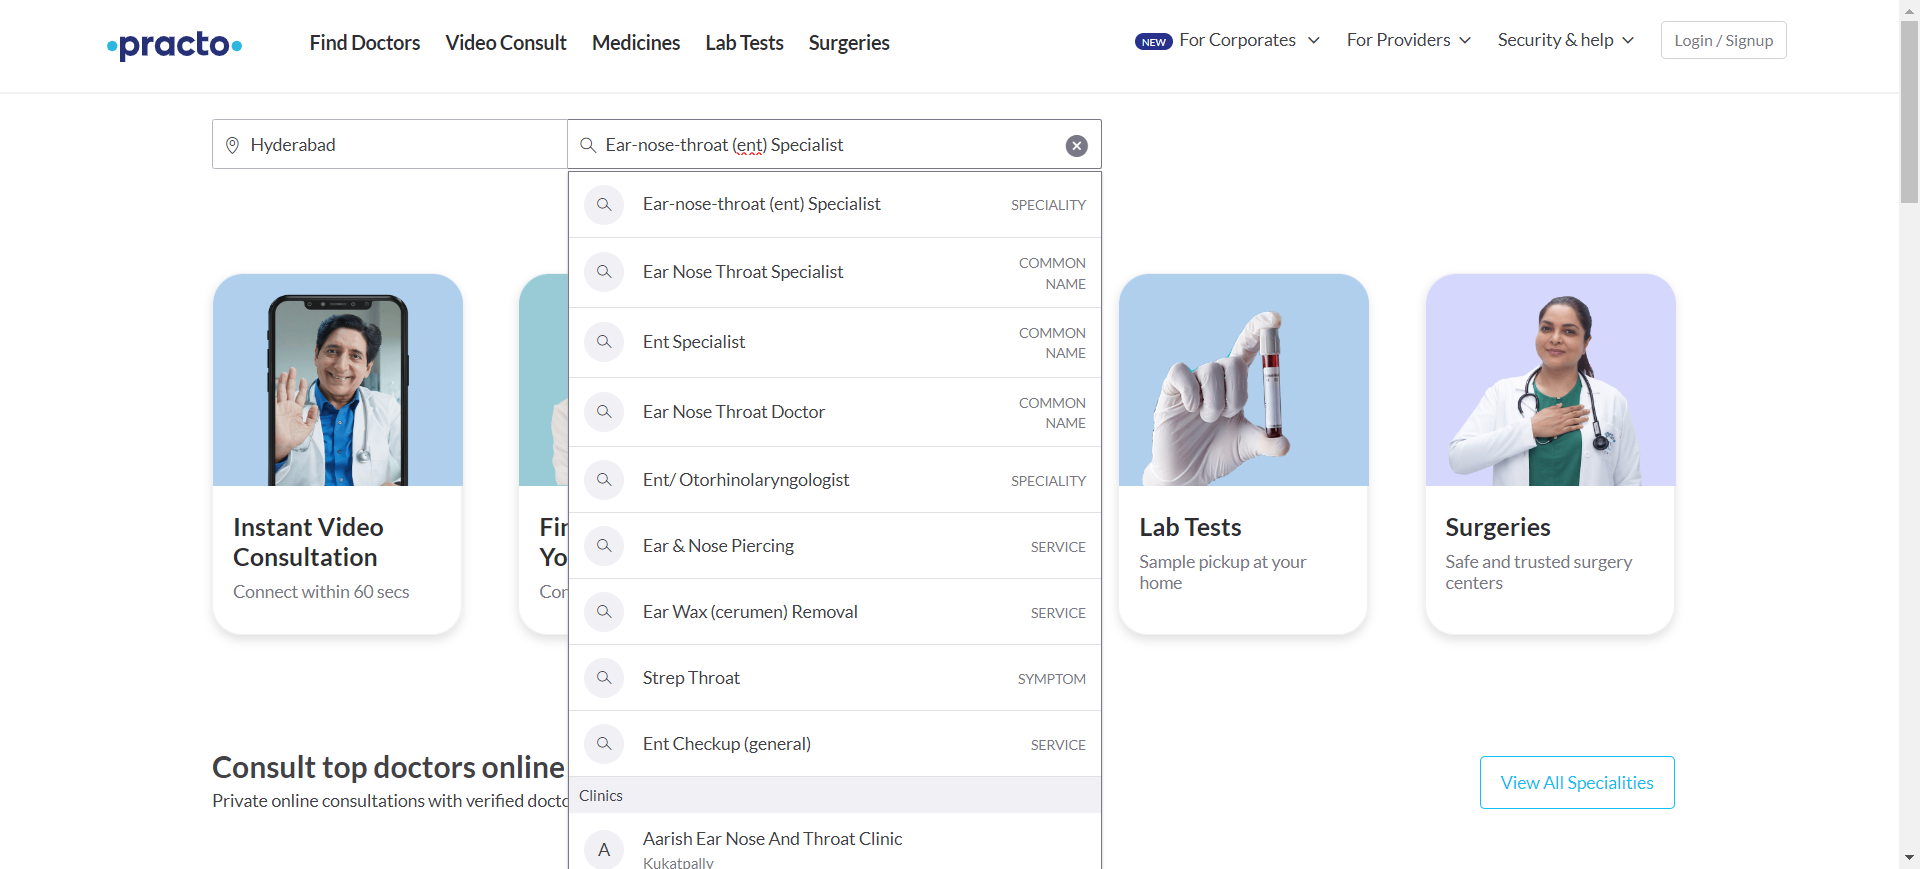 practo
Find Doctors
Video Consult
Medicines
Lab Tests
Surgeries
NEW
For Corporates
For Providers
Security & help
Login / Signup
Hyderabad
Ear-nose-throat (ent) Specialist
Ear-nose-throat (ent) Specialist
SPECIALITY
Ear Nose Throat Specialist
COMMON
NAME
Ent Specialist
COMMON
NAME
Ear Nose Throat Doctor
COMMON
NAME
Ent/ Otorhinolaryngologist
SPECIALITY
Ear & Nose Piercing
SERVICE
Ear Wax (cerumen) Removal
SERVICE
Strep Throat
SYMPTOM
Ent Checkup (general)
SERVICE
Clinics
A
Aarish Ear Nose And Throat Clinic
Kukatpally
Instant Video
Consultation
Connect within 60 secs
Lab Tests
Sample pickup at your
home
Surgeries
Safe and trusted surgery
centers
Consult top doctors online
Private online consultations with verified
View All Specialities